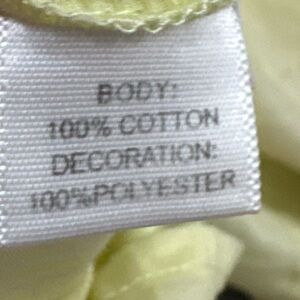 BODY:
100% COTTON
DECORATION:
100%POLYESTER